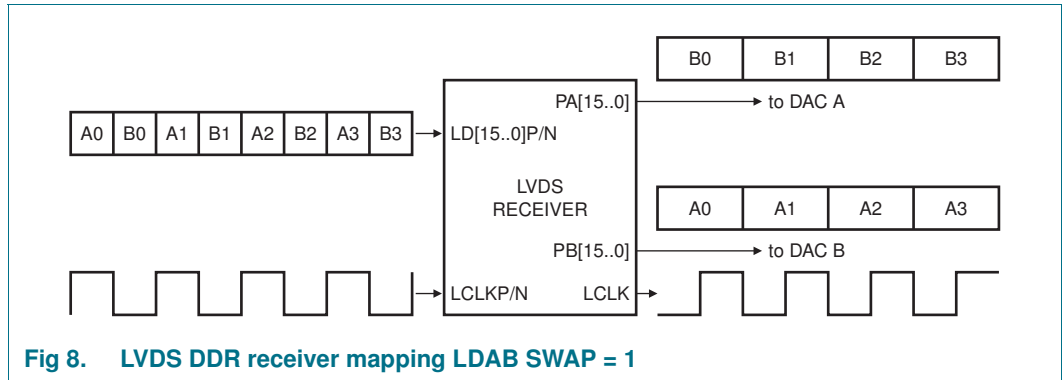 B0 B1 B2 B3
PA[15..0] to DAC A
A0 B0 A1 B1 A2 B2 A3 B3 LD[15..0]P/N
LVDS
RECEIVER
A0 A1 A2 A3
PB[15..0] to DAC B
LCLKP/N LCLK
Fig 8. LVDS DDR receiver mapping LDAB SWAP = 1